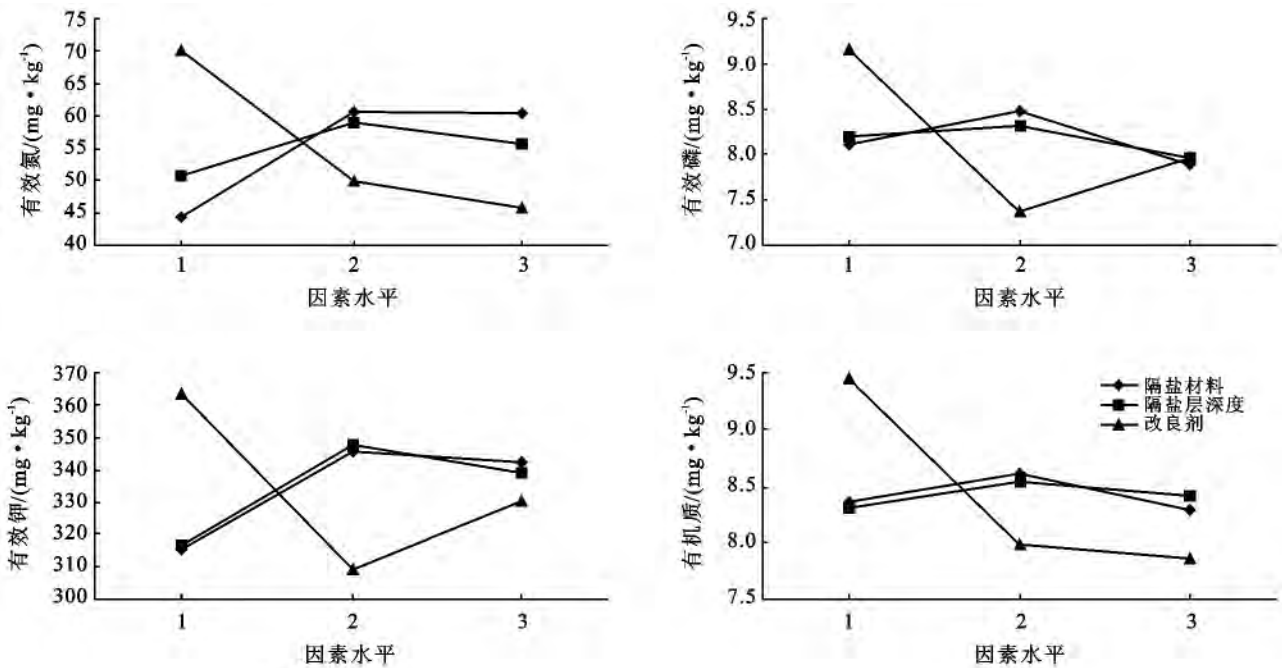 有效氮/(mg·kg⁻¹)
75
70
65
60
55
50
45
40
1 2 3
因素水平
有效磷/(mg·kg⁻¹)
9.5
9.0
8.5
8.0
7.5
7.0
1 2 3
因素水平
有效钾/(mg·kg⁻¹)
370
360
350
340
330
320
310
300
1 2 3
因素水平
有机质/(mg·kg⁻¹)
9.5
9.0
8.5
8.0
7.5
隔盐材料
隔盐层深度
改良剂
1 2 3
因素水平